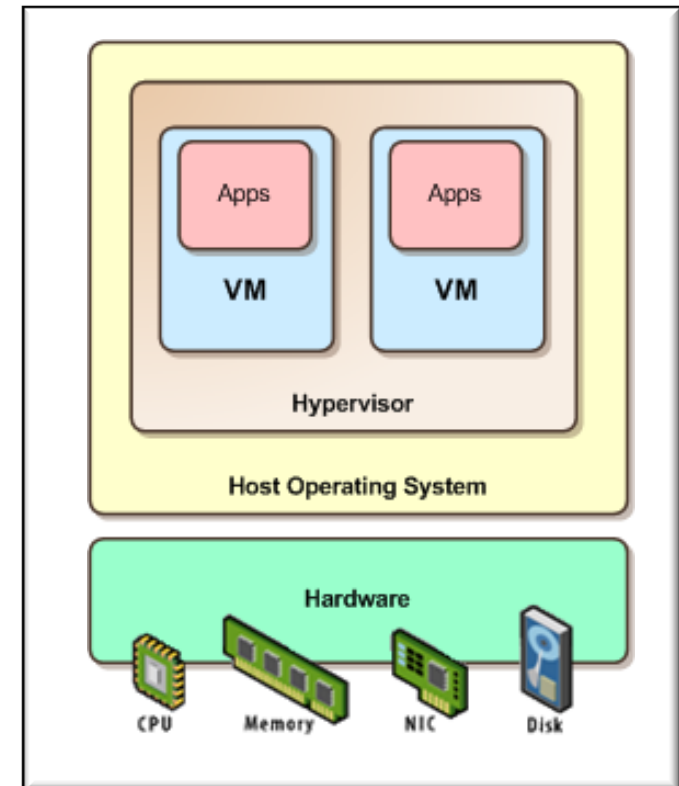 Apps Apps
VM VM
Hypervisor
Host Operating System
Hardware
CPU Memory NIC Disk